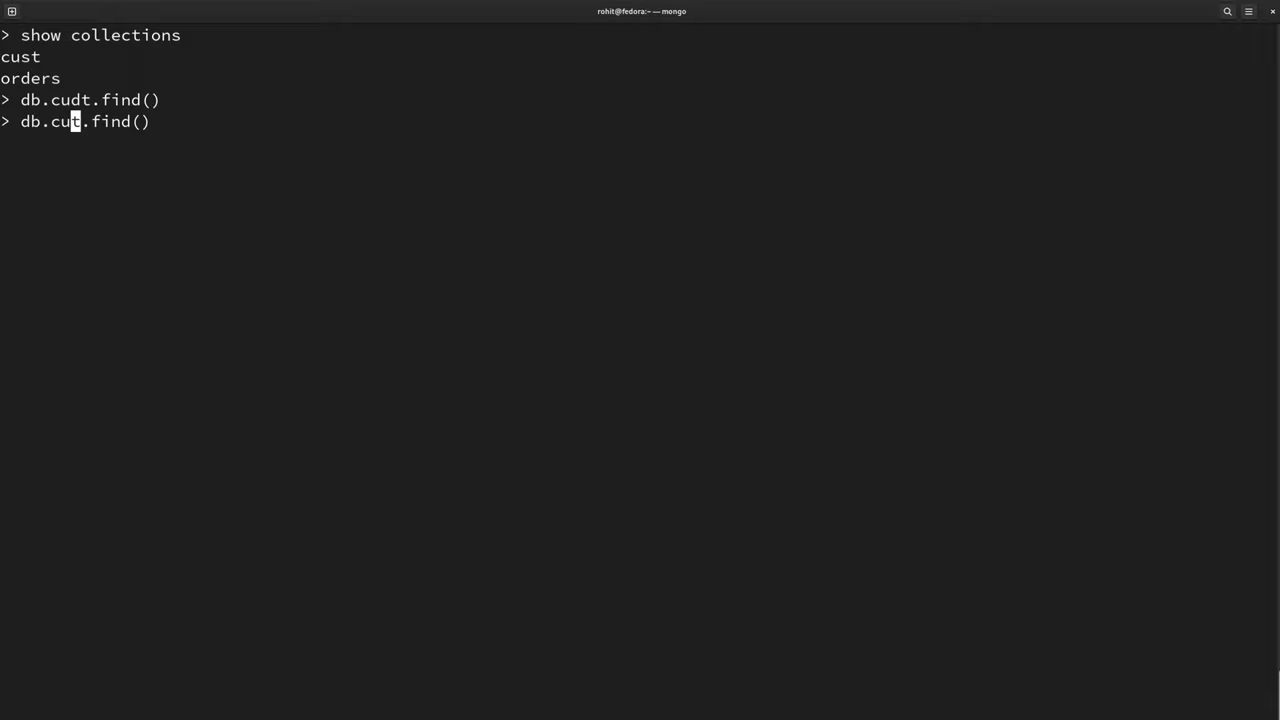 rohit@fedora:~ — mongo
> show collections
cust
orders
> db.cudt.find()
> db.cut.find()